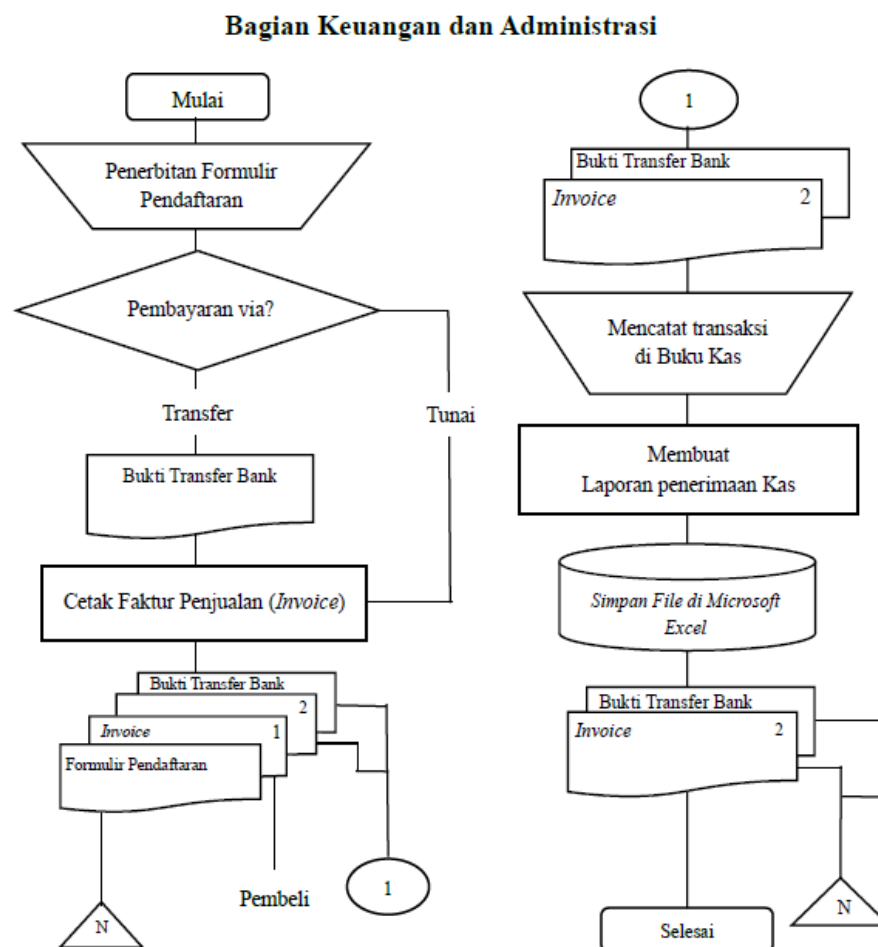 Bagian Keuangan dan Administrasi
Mulai
Penerbitan Formulir
Pendaftaran
Pembayaran via?
Transfer
Tunai
Bukti Transfer Bank
Cetak Faktur Penjualan (Invoice)
Bukti Transfer Bank
2
Invoice 1
Formulir Pendaftaran
N
Pembeli
1
1
Bukti Transfer Bank
Invoice 2
Mencatat transaksi
di Buku Kas
Membuat
Laporan penerimaan Kas
Simpan File di Microsoft
Excel
Bukti Transfer Bank
Invoice 2
N
Selesai